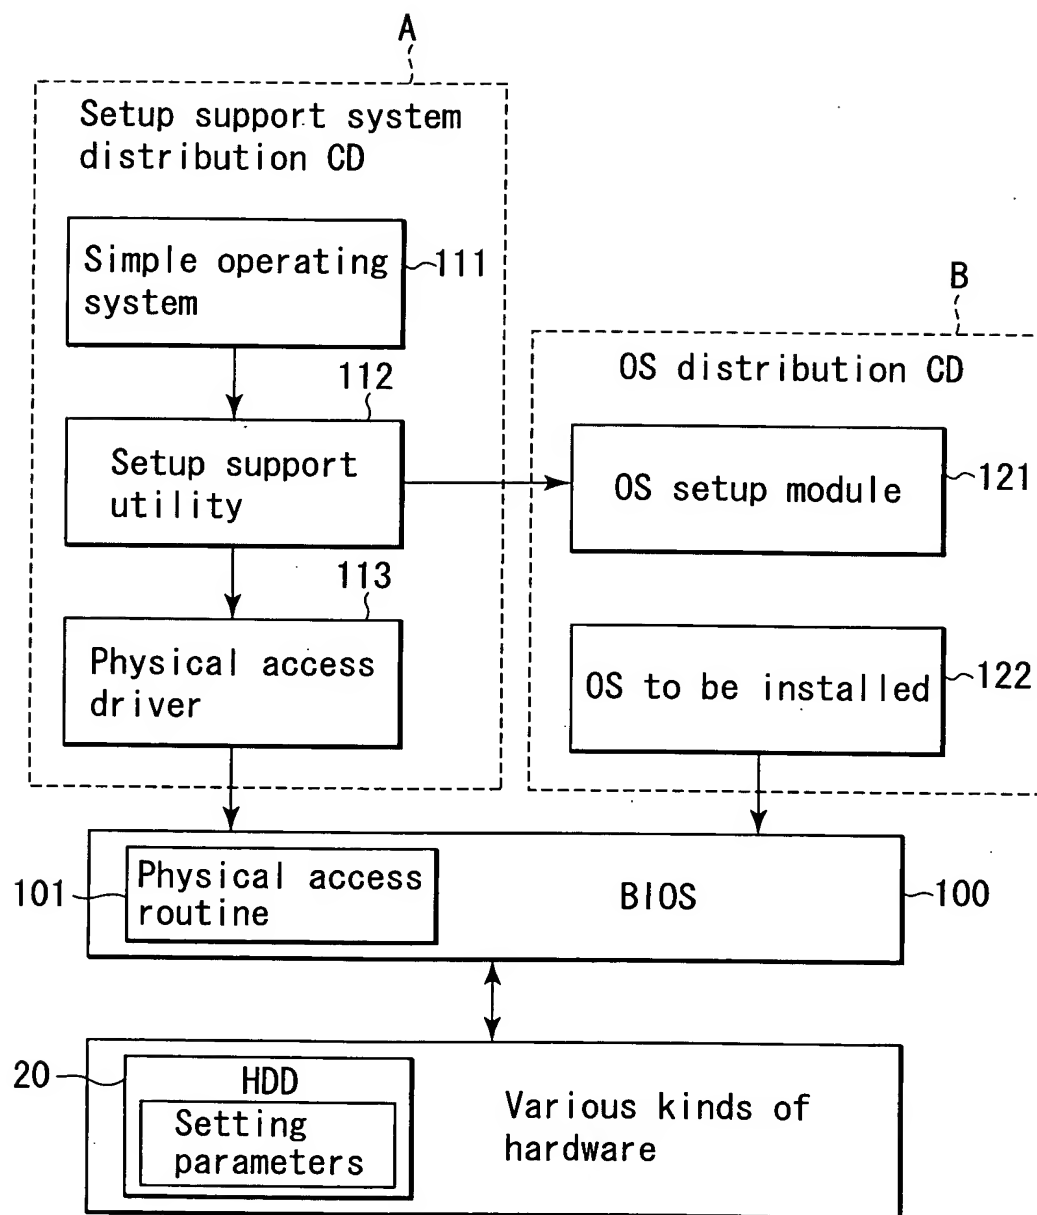 A
Setup support system
distribution CD
Simple operating
system
111
B
OS distribution CD
112
Setup support
utility
OS setup module
121
113
Physical access
driver
OS to be installed
122
101
Physical access
routine
BIOS
100
20
HDD
Setting
parameters
Various kinds of
hardware